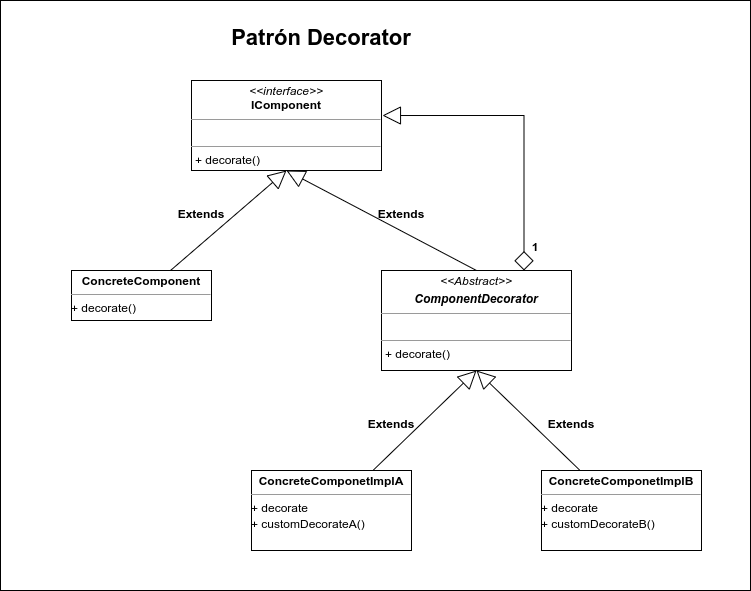 Patrón Decorator
<<interface>>
IComponent
+ decorate()
Extends
Extends
1
ConcreteComponent
+ decorate()
<<Abstract>>
ComponentDecorator
+ decorate()
Extends
Extends
ConcreteComponetImplA
+ decorate
+ customDecorateA()
ConcreteComponetImplB
+ decorate
+ customDecorateB()